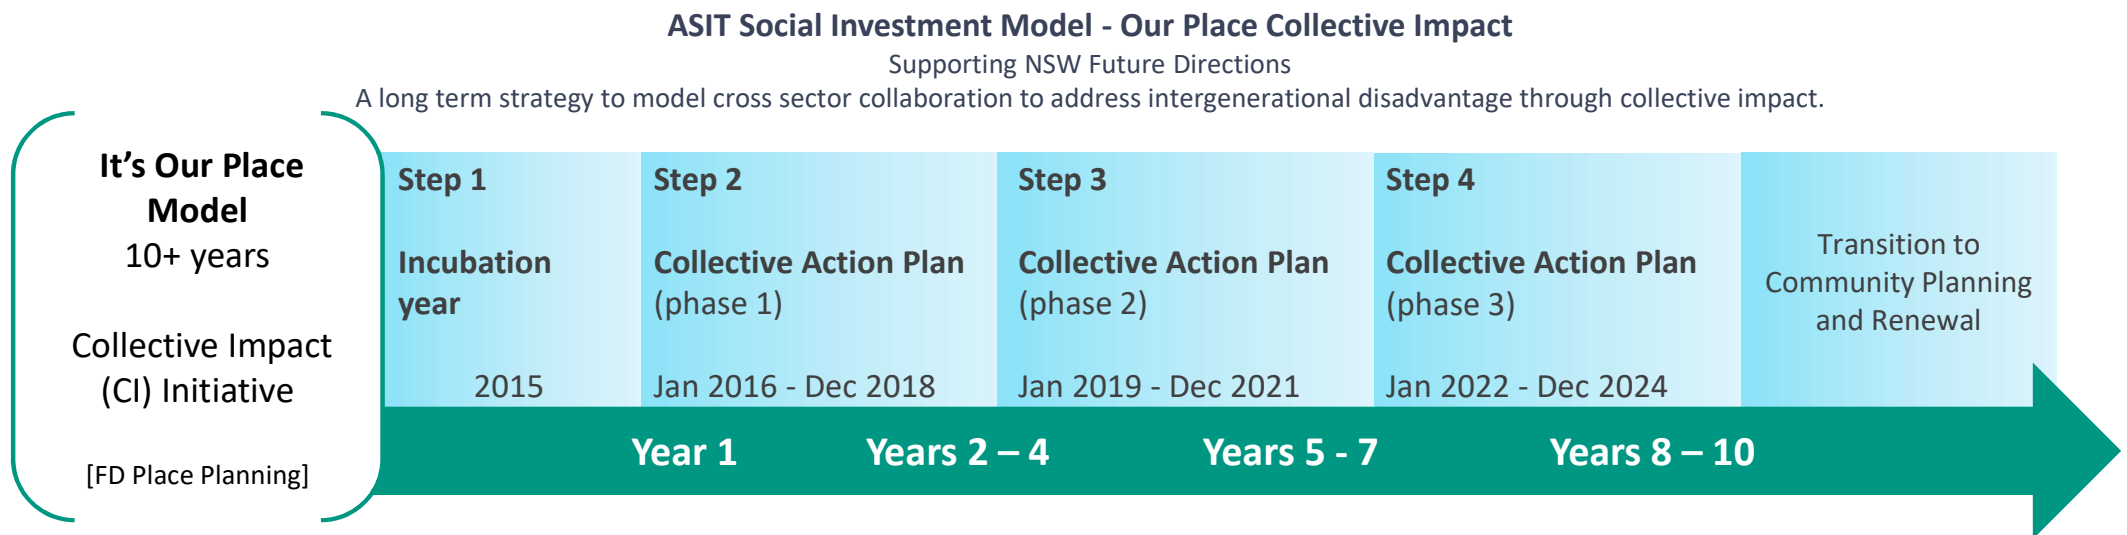 ASIT Social Investment Model - Our Place Collective Impact
Supporting NSW Future Directions
A long term strategy to model cross sector collaboration to address intergenerational disadvantage through collective impact.
It’s Our Place
Model
10+ years
Collective Impact
(CI) Initiative
[FD Place Planning]
Step 1
Incubation
year
2015
Step 2
Collective Action Plan
(phase 1)
Jan 2016 - Dec 2018
Step 3
Collective Action Plan
(phase 2)
Jan 2019 - Dec 2021
Step 4
Collective Action Plan
(phase 3)
Jan 2022 - Dec 2024
Transition to
Community Planning
and Renewal
Year 1
Years 2 – 4
Years 5 - 7
Years 8 – 10